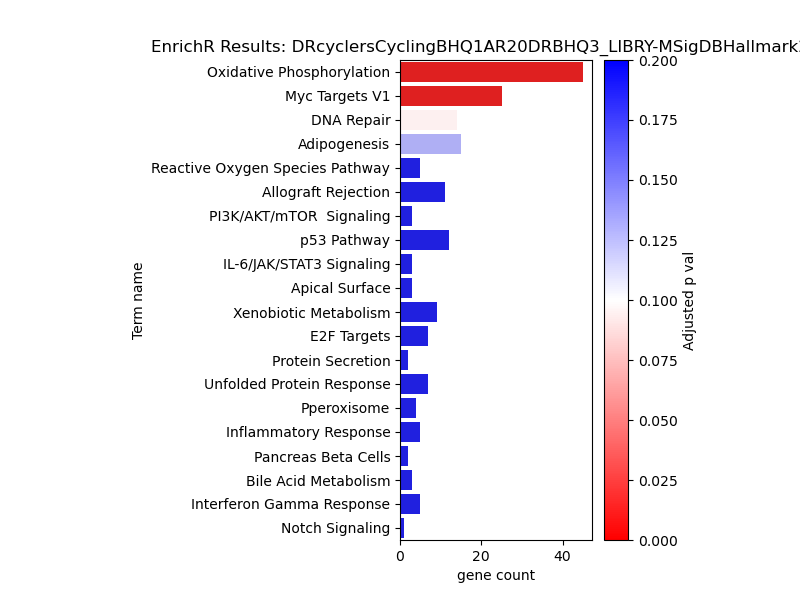 EnrichR Results: DRcyclersCyclingBHQ1AR20DRBHQ3_LIBRY-MSigDBHallmark
Oxidative Phosphorylation
Myc Targets V1
DNA Repair
Adipogenesis
Reactive Oxygen Species Pathway
Allograft Rejection
PI3K/AKT/mTOR  Signaling
p53 Pathway
IL-6/JAK/STAT3 Signaling
Apical Surface
Xenobiotic Metabolism
E2F Targets
Protein Secretion
Unfolded Protein Response
Pperoxisome
Inflammatory Response
Pancreas Beta Cells
Bile Acid Metabolism
Interferon Gamma Response
Notch Signaling
Term name
0 20 40
gene count
0.200
0.175
0.150
0.125
0.100
0.075
0.050
0.025
0.000
Adjusted p val